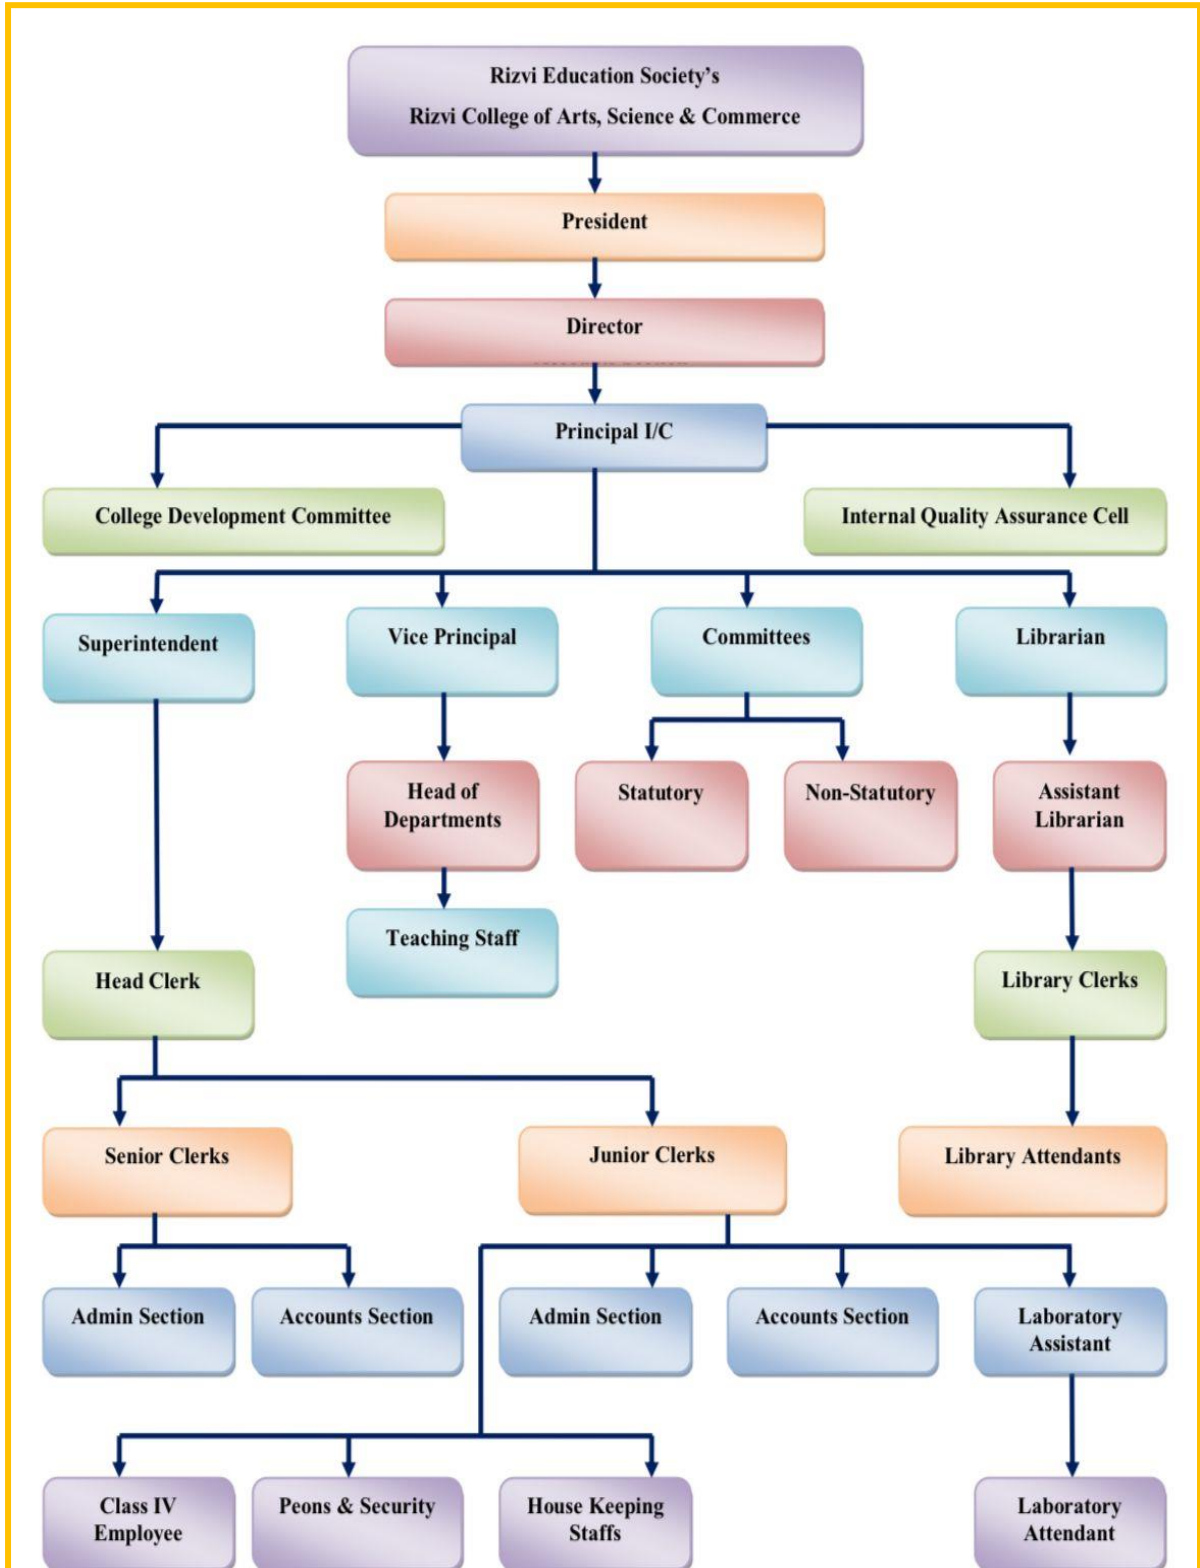 Rizvi Education Society's
Rizvi College of Arts, Science & Commerce
President
Director
Principal I/C
College Development Committee
Internal Quality Assurance Cell
Superintendent
Vice Principal
Committees
Librarian
Head of
Departments
Statutory
Non-Statutory
Assistant
Librarian
Teaching Staff
Head Clerk
Library Clerks
Senior Clerks
Junior Clerks
Library Attendants
Admin Section
Accounts Section
Admin Section
Accounts Section
Laboratory
Assistant
Class IV
Employee
Peons & Security
House Keeping
Staffs
Laboratory
Attendant